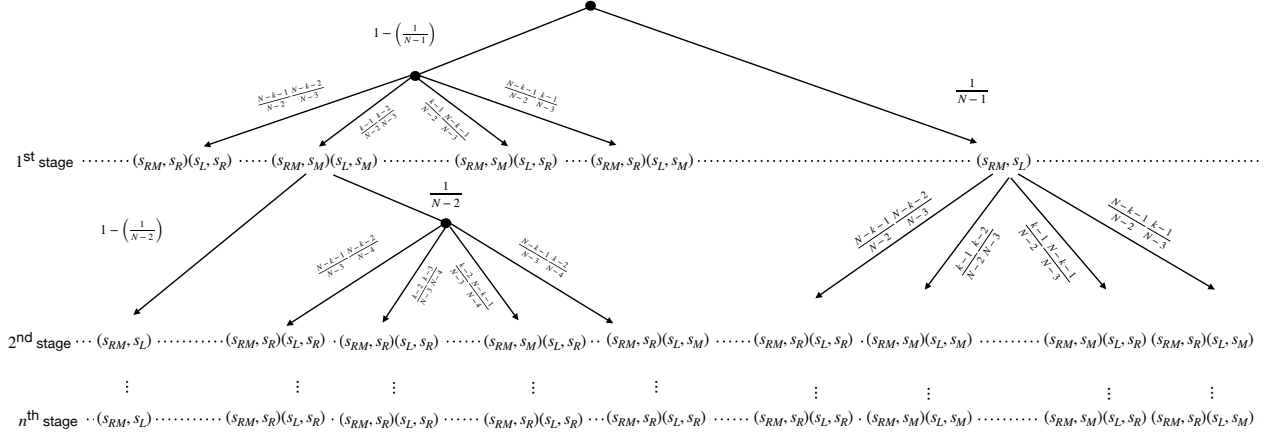 1 − (1/(N−1))
1/(N−1)
(N−k−1)/(N−2) (N−k−2)/(N−3)
(k−1)/(N−2) (k−2)/(N−3)
(k−1)/(N−2) (N−k−1)/(N−3)
(N−k−1)/(N−2) (k−1)/(N−3)
1st stage ········ (s_RM, s_R)(s_L, s_R) ····· (s_RM, s_M)(s_L, s_M) ············ (s_RM, s_M)(s_L, s_R) ····· (s_RM, s_R)(s_L, s_M) ··········· (s_RM, s_L) ···········
1 − (1/(N−2))
1/(N−2)
(N−k−1)/(N−3) (N−k−2)/(N−4)
(k−2)/(N−3) (k−3)/(N−4)
(k−2)/(N−3) (N−k−1)/(N−4)
(N−k−1)/(N−3) (k−2)/(N−4)
(N−k−1)/(N−2) (N−k−2)/(N−3)
(k−1)/(N−2) (k−2)/(N−3)
(k−1)/(N−2) (N−k−1)/(N−3)
(N−k−1)/(N−2) (k−1)/(N−3)
2nd stage ··· (s_RM, s_L) ··········· (s_RM, s_R)(s_L, s_R) · (s_RM, s_R)(s_L, s_R) ······ (s_RM, s_M)(s_L, s_R) ·· (s_RM, s_R)(s_L, s_M) ······ (s_RM, s_R)(s_L, s_R) · (s_RM, s_M)(s_L, s_M) ·········· (s_RM, s_M)(s_L, s_R) (s_RM, s_R)(s_L, s_M)
⋮ ⋮ ⋮ ⋮ ⋮ ⋮ ⋮ ⋮ ⋮
nth stage ·· (s_RM, s_L) ··········· (s_RM, s_R)(s_L, s_R) · (s_RM, s_R)(s_L, s_R) ······ (s_RM, s_R)(s_L, s_R) ··· (s_RM, s_R)(s_L, s_R) ······· (s_RM, s_R)(s_L, s_R) · (s_RM, s_M)(s_L, s_M) ·········· (s_RM, s_M)(s_L, s_R) (s_RM, s_R)(s_L, s_M)